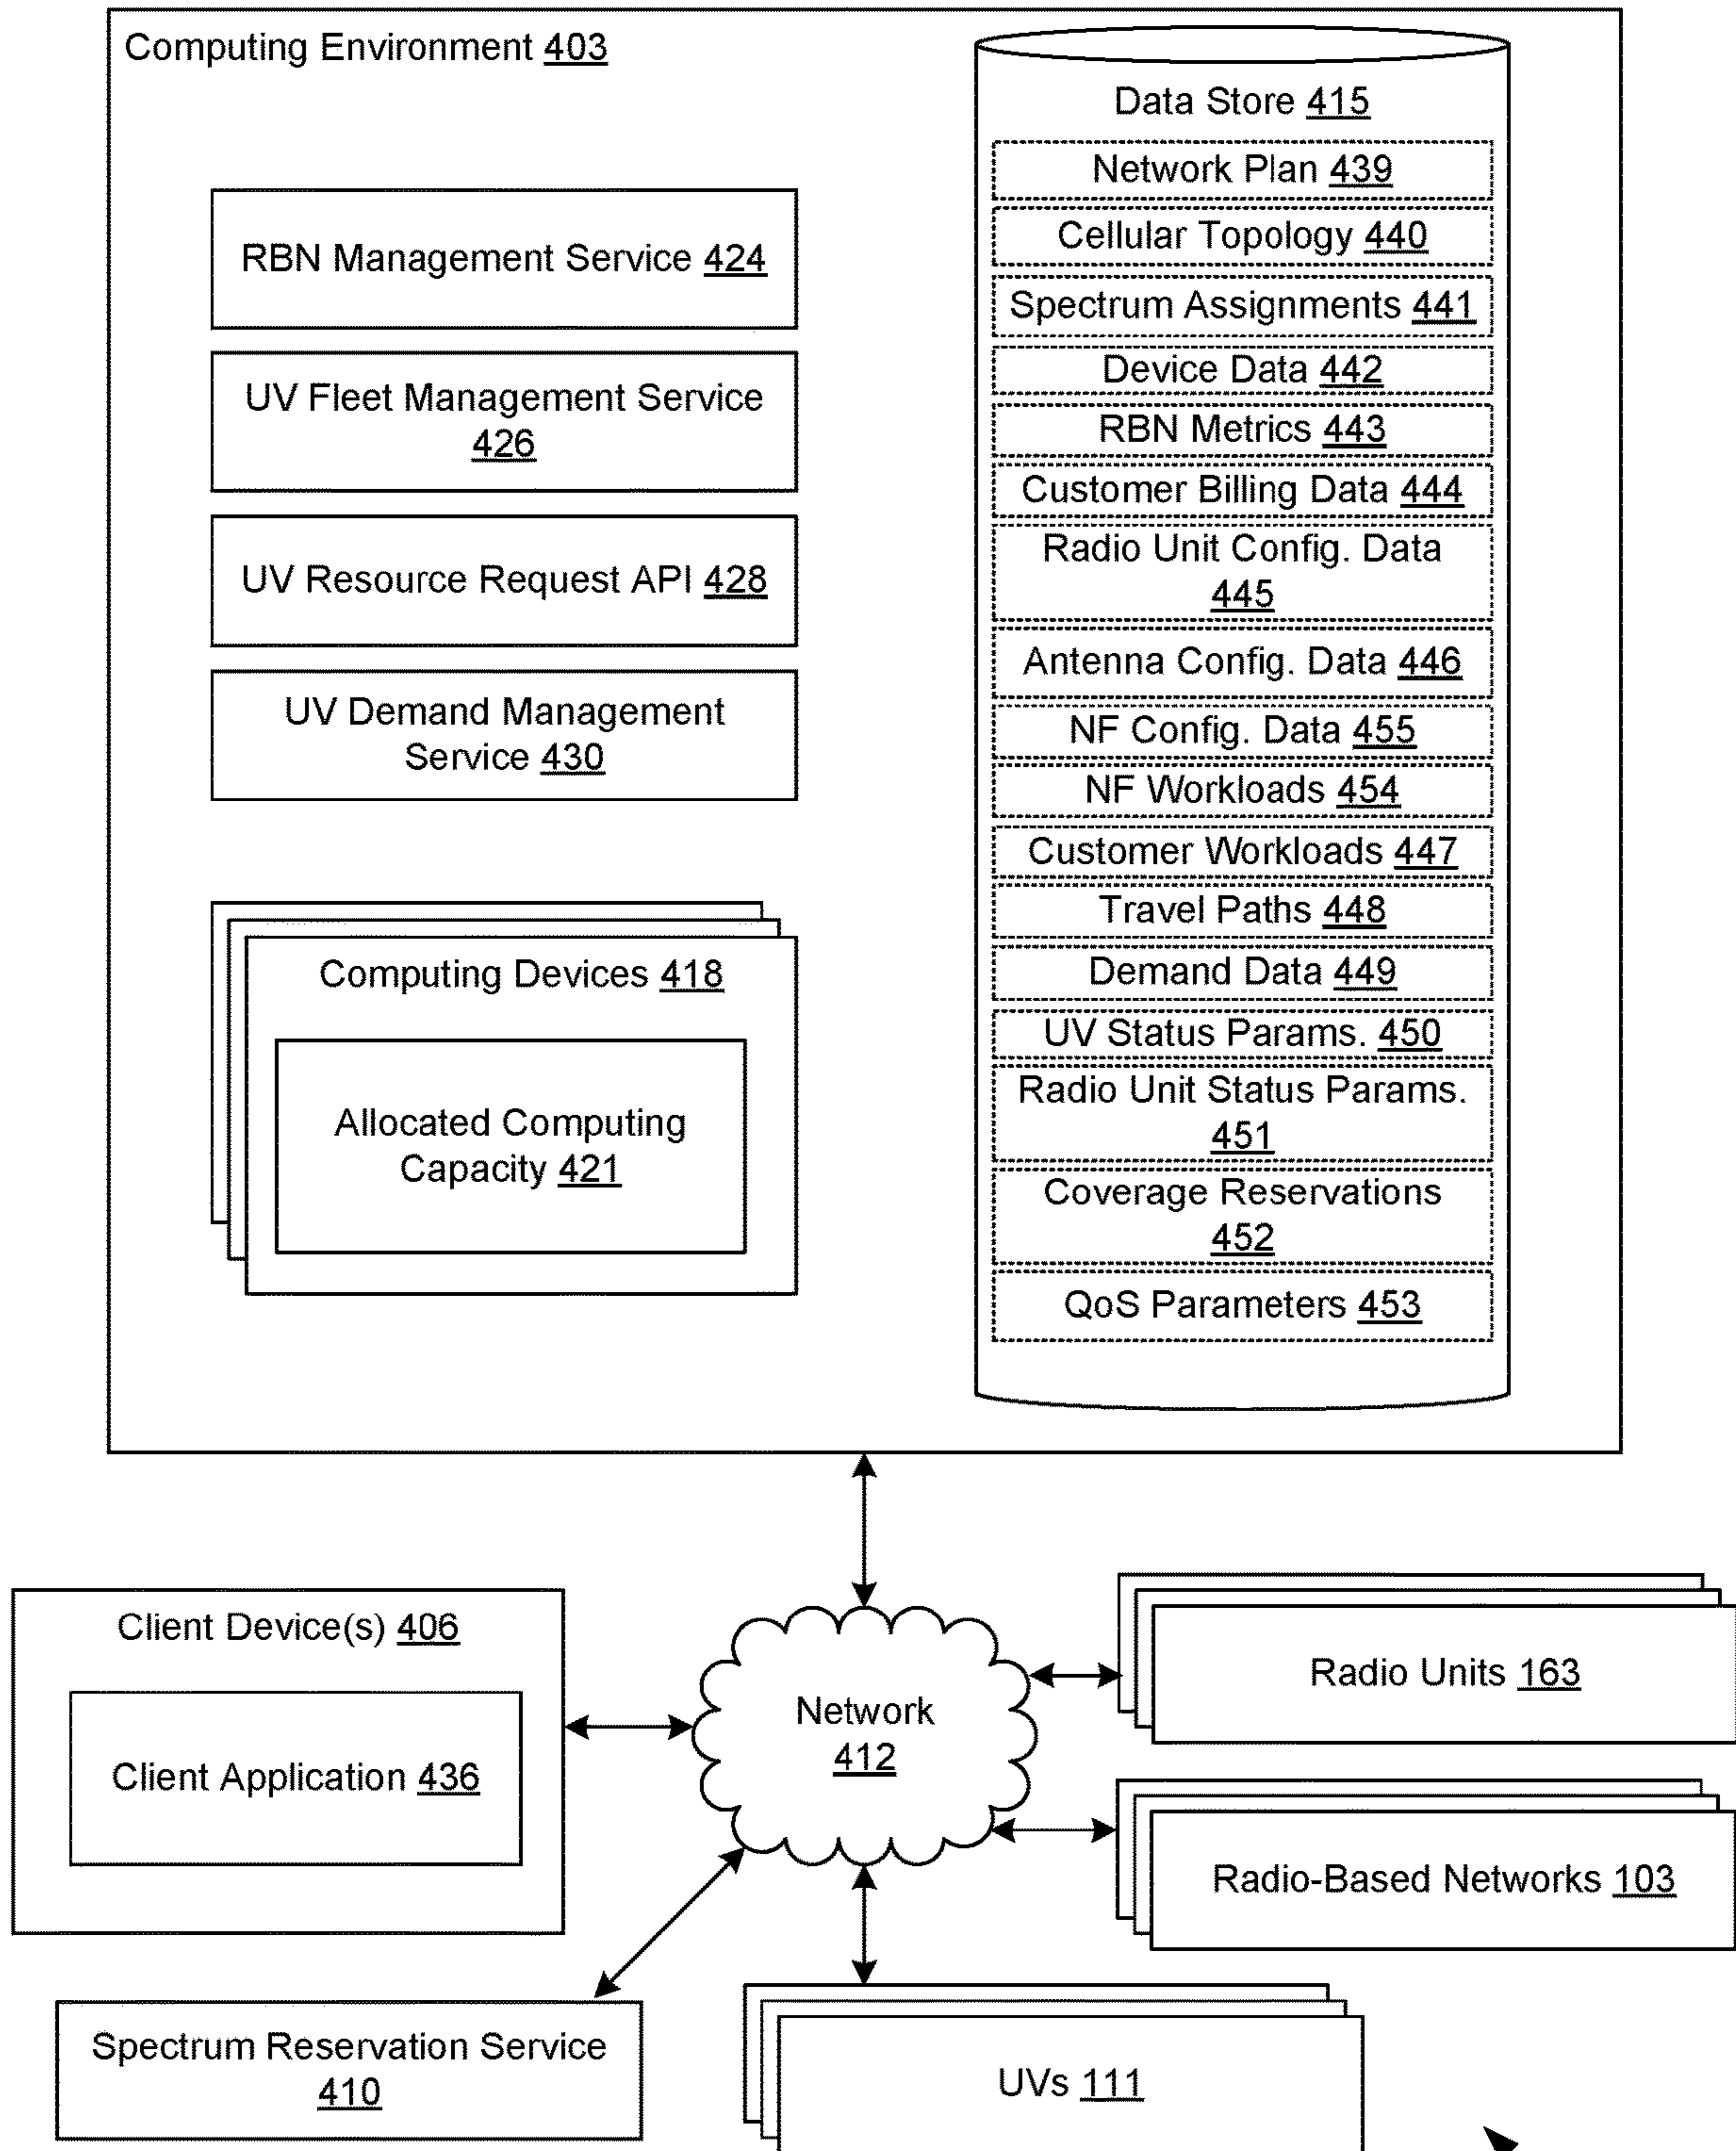 Computing Environment 403
RBN Management Service 424
UV Fleet Management Service
426
UV Resource Request API 428
UV Demand Management
Service 430
Computing Devices 418
Allocated Computing
Capacity 421
Data Store 415
Network Plan 439
Cellular Topology 440
Spectrum Assignments 441
Device Data 442
RBN Metrics 443
Customer Billing Data 444
Radio Unit Config. Data
445
Antenna Config. Data 446
NF Config. Data 455
NF Workloads 454
Customer Workloads 447
Travel Paths 448
Demand Data 449
UV Status Params. 450
Radio Unit Status Params.
451
Coverage Reservations
452
QoS Parameters 453
Client Device(s) 406
Client Application 436
Network
412
Radio Units 163
Radio-Based Networks 103
Spectrum Reservation Service
410
UVs 111